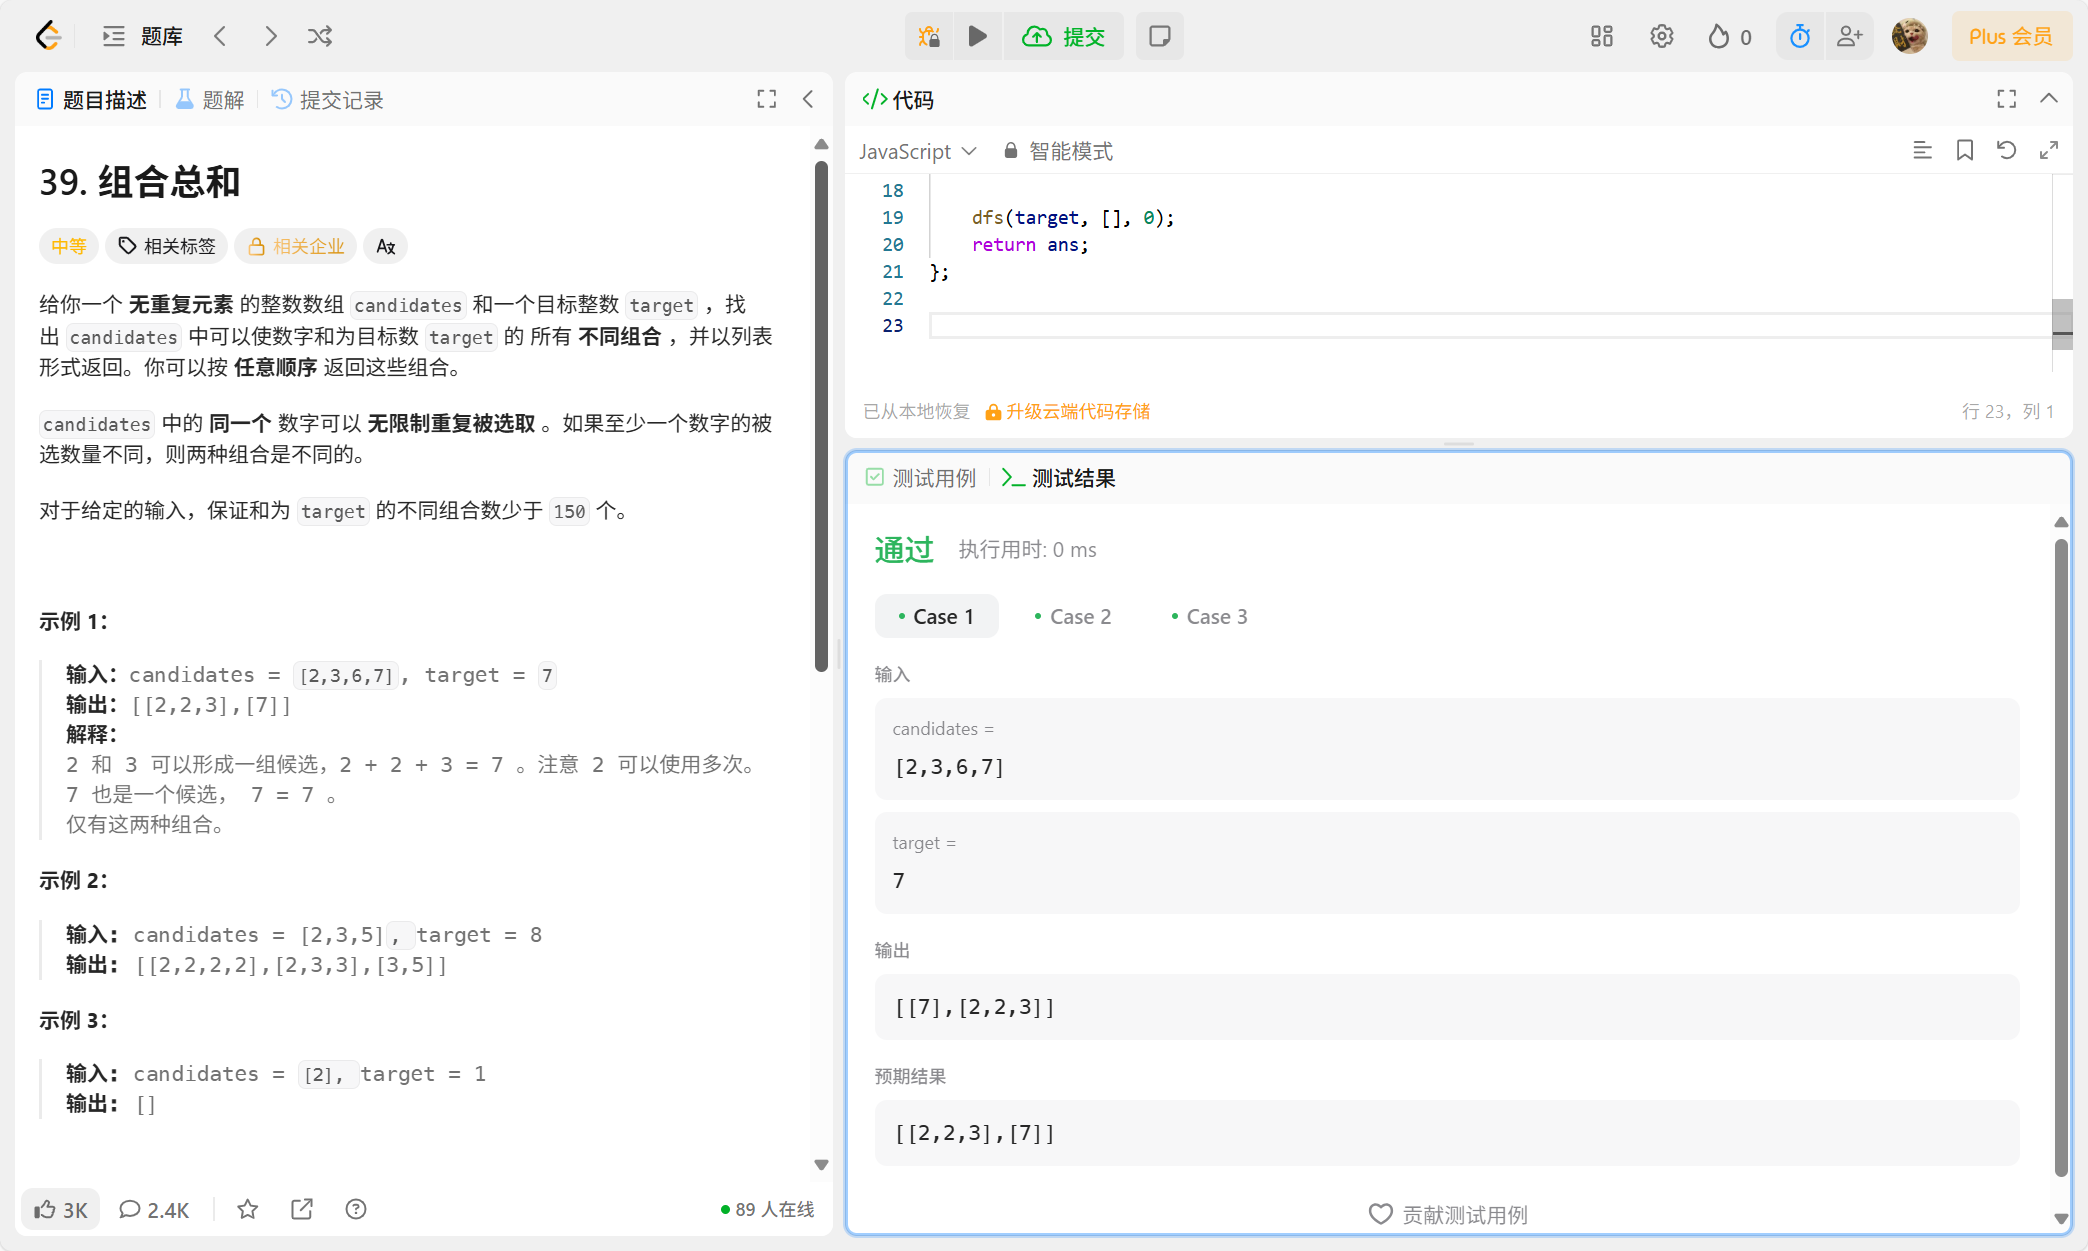 题库
提交
0
Plus 会员
题目描述
题解
提交记录
39. 组合总和
中等
相关标签
相关企业
给你一个 无重复元素 的整数数组 candidates 和一个目标整数 target ，找
出 candidates 中可以使数字和为目标数 target 的 所有 不同组合 ，并以列表
形式返回。你可以按 任意顺序 返回这些组合。
candidates 中的 同一个 数字可以 无限制重复被选取 。如果至少一个数字的被
选数量不同，则两种组合是不同的。
对于给定的输入，保证和为 target 的不同组合数少于 150 个。
示例 1：
输入：candidates = [2,3,6,7], target = 7
输出：[[2,2,3],[7]]
解释：
2 和 3 可以形成一组候选，2 + 2 + 3 = 7 。注意 2 可以使用多次。
7 也是一个候选， 7 = 7 。
仅有这两种组合。
示例 2：
输入: candidates = [2,3,5], target = 8
输出: [[2,2,2,2],[2,3,3],[3,5]]
示例 3：
输入: candidates = [2], target = 1
输出: []
3K
2.4K
89 人在线
</>代码
JavaScript
智能模式
18
19 dfs(target, [], 0);
20 return ans;
21 };
22
23
已从本地恢复
升级云端代码存储
行 23，列 1
测试用例
测试结果
通过
执行用时: 0 ms
Case 1
Case 2
Case 3
输入
candidates =
[2,3,6,7]
target =
7
输出
[[7],[2,2,3]]
预期结果
[[2,2,3],[7]]
贡献测试用例